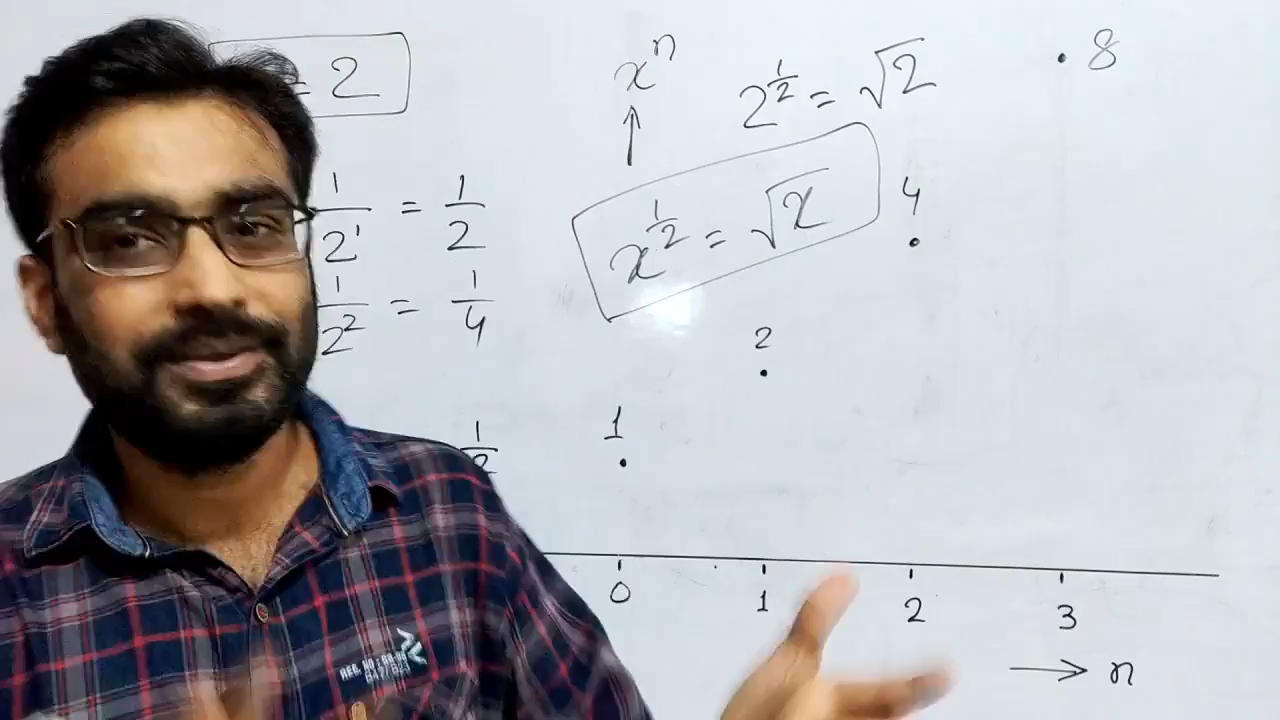 = 2
xⁿ
2^(1/2) = √2
. 8
1/2¹ = 1/2
x^(1/2) = √x
4
1/2² = 1/4
2
1
0 1 2 3
→ n